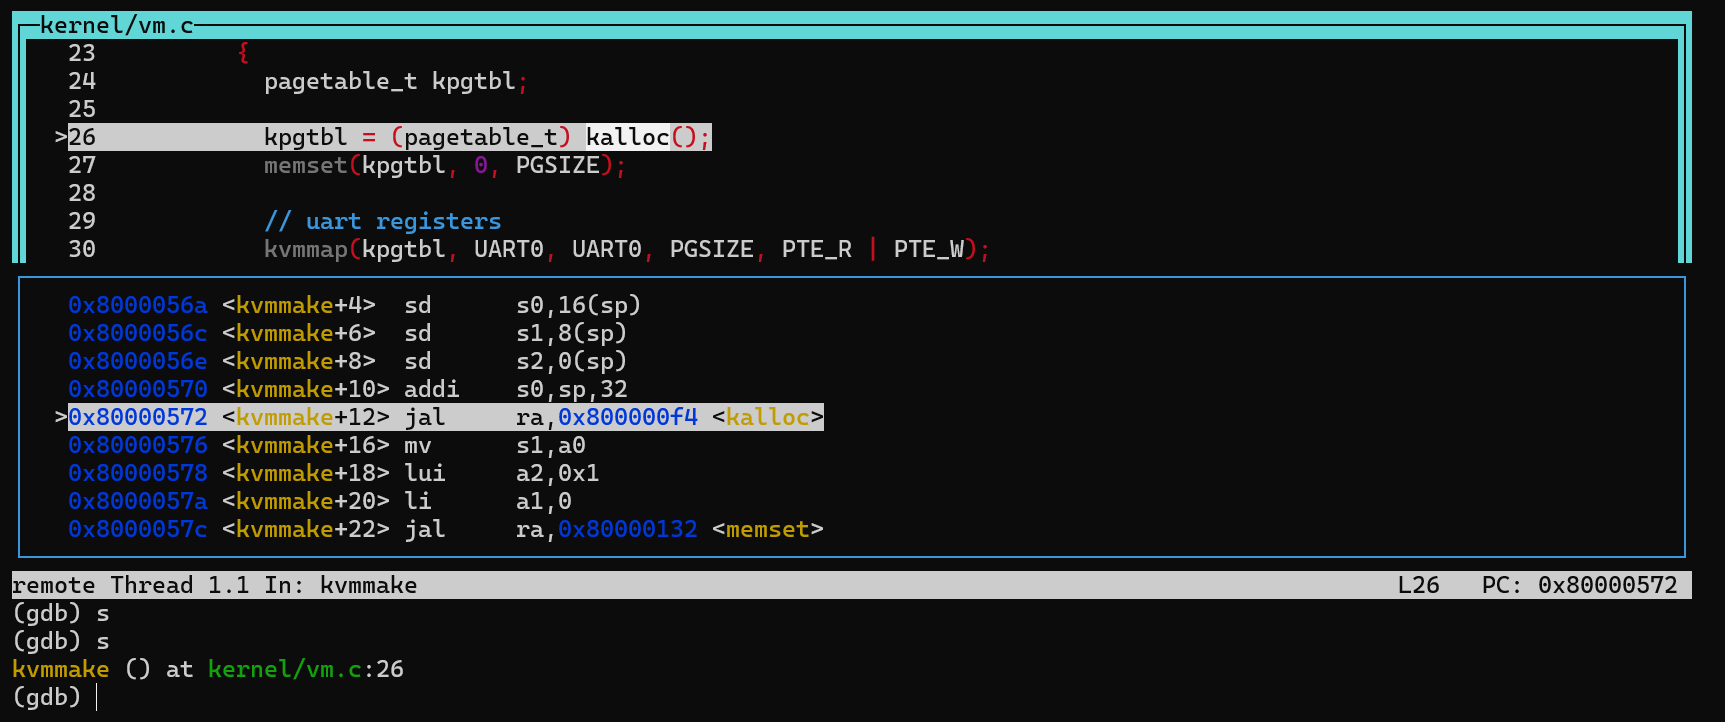 kernel/vm.c
23 {
24 pagetable_t kpgtbl;
25
>26 kpgtbl = (pagetable_t) kalloc();
27 memset(kpgtbl, 0, PGSIZE);
28
29 // uart registers
30 kvmmap(kpgtbl, UART0, UART0, PGSIZE, PTE_R | PTE_W);
0x8000056a <kvmmake+4> sd s0,16(sp)
0x8000056c <kvmmake+6> sd s1,8(sp)
0x8000056e <kvmmake+8> sd s2,0(sp)
0x80000570 <kvmmake+10> addi s0,sp,32
>0x80000572 <kvmmake+12> jal ra,0x800000f4 <kalloc>
0x80000576 <kvmmake+16> mv s1,a0
0x80000578 <kvmmake+18> lui a2,0x1
0x8000057a <kvmmake+20> li a1,0
0x8000057c <kvmmake+22> jal ra,0x80000132 <memset>
remote Thread 1.1 In: kvmmake L26 PC: 0x80000572
(gdb) s
(gdb) s
kvmmake () at kernel/vm.c:26
(gdb)